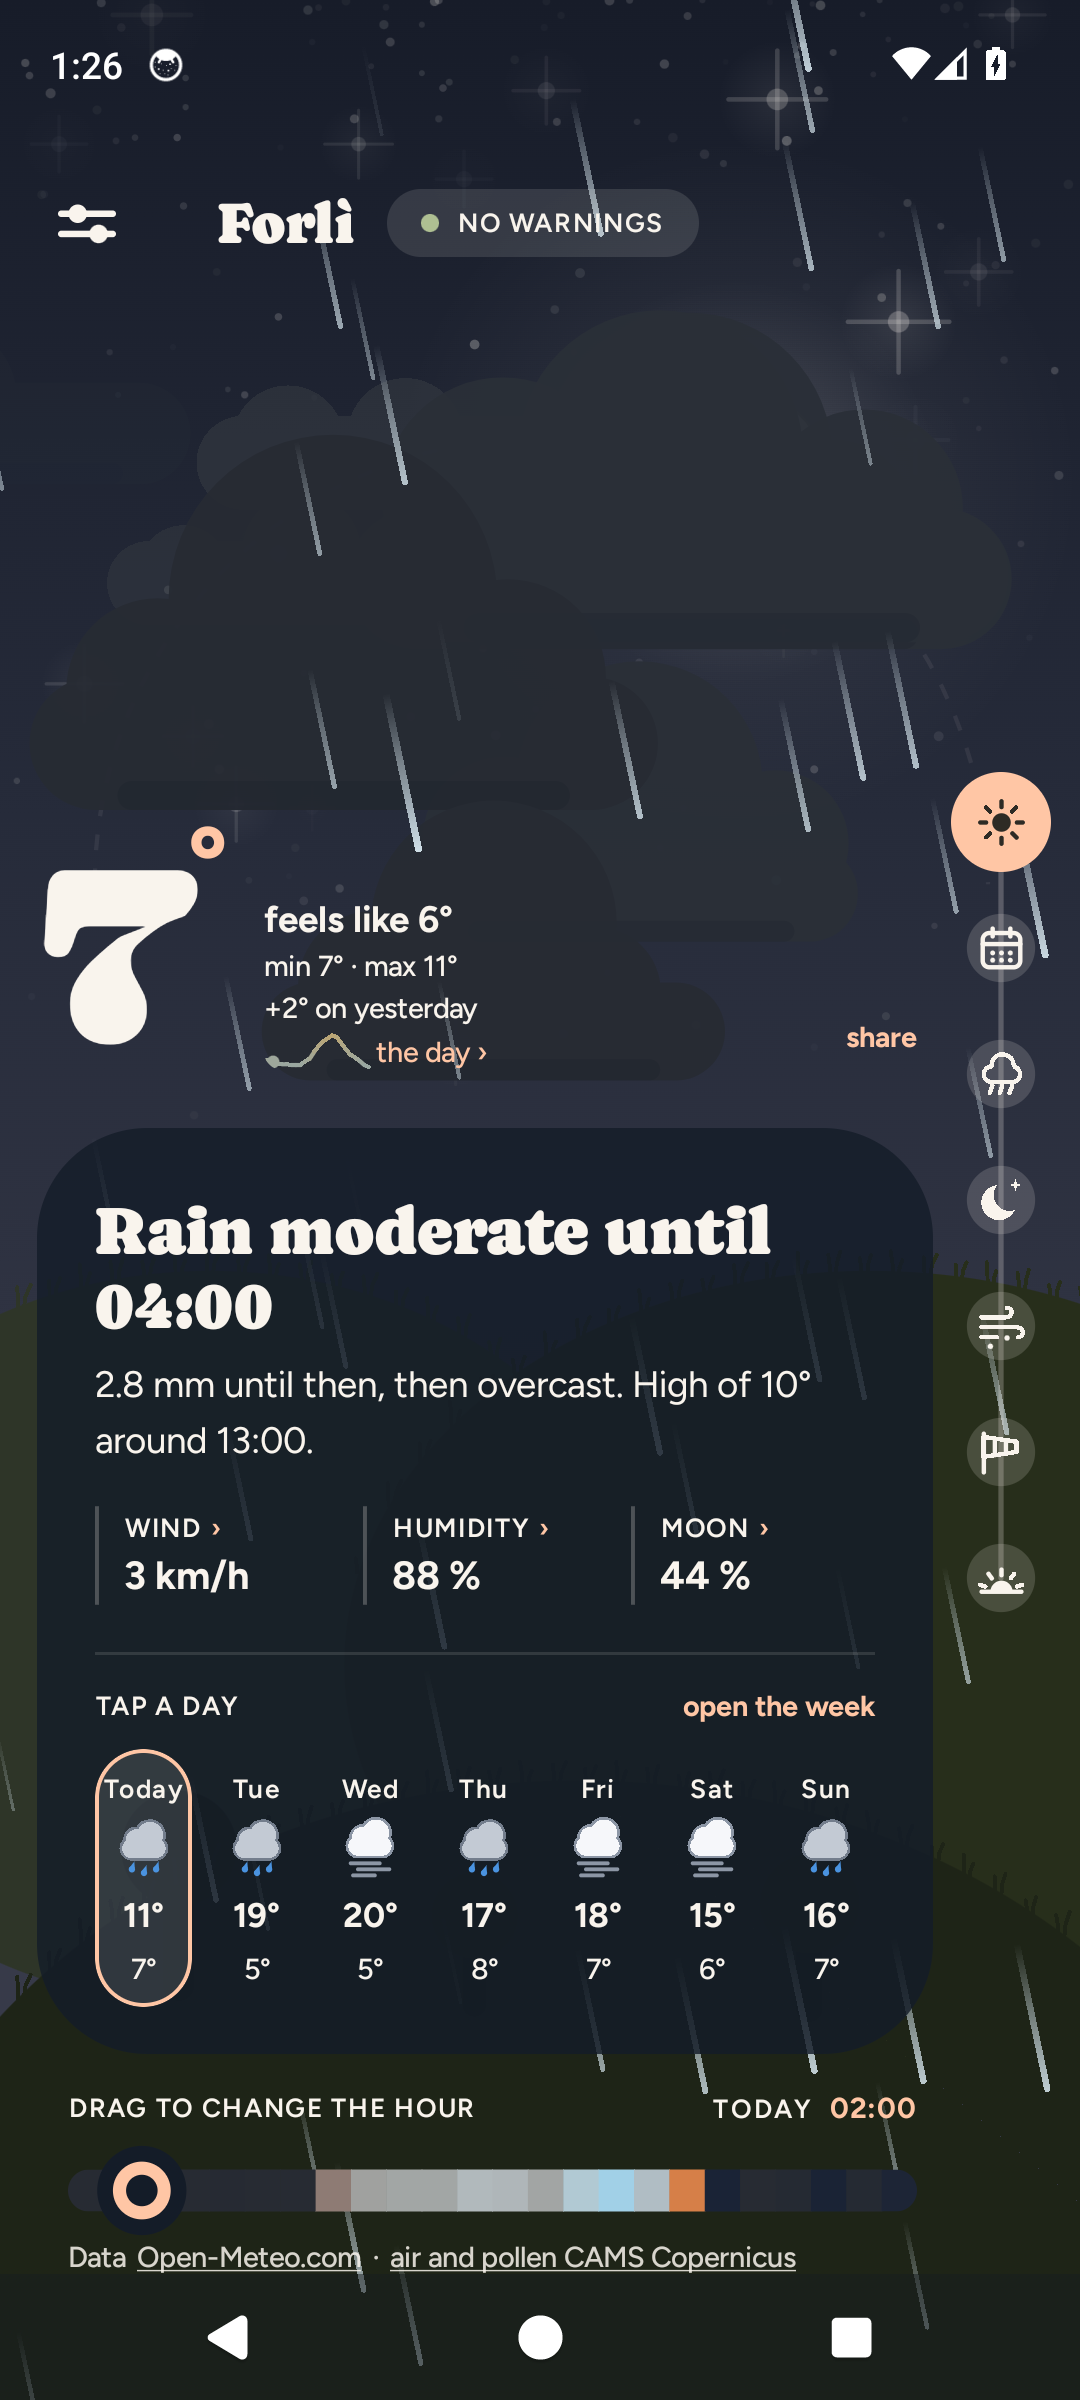 1:26
Forlì
NO WARNINGS
7°
feels like 6°
min 7° · max 11°
+2° on yesterday
the day ›
share
Rain moderate until
04:00
2.8 mm until then, then overcast. High of 10°
around 13:00.
WIND › HUMIDITY › MOON ›
3 km/h 88 % 44 %
TAP A DAY open the week
Today Tue Wed Thu Fri Sat Sun
11° 19° 20° 17° 18° 15° 16°
7° 5° 5° 8° 7° 6° 7°
DRAG TO CHANGE THE HOUR TODAY 02:00
Data Open-Meteo.com · air and pollen CAMS Copernicus